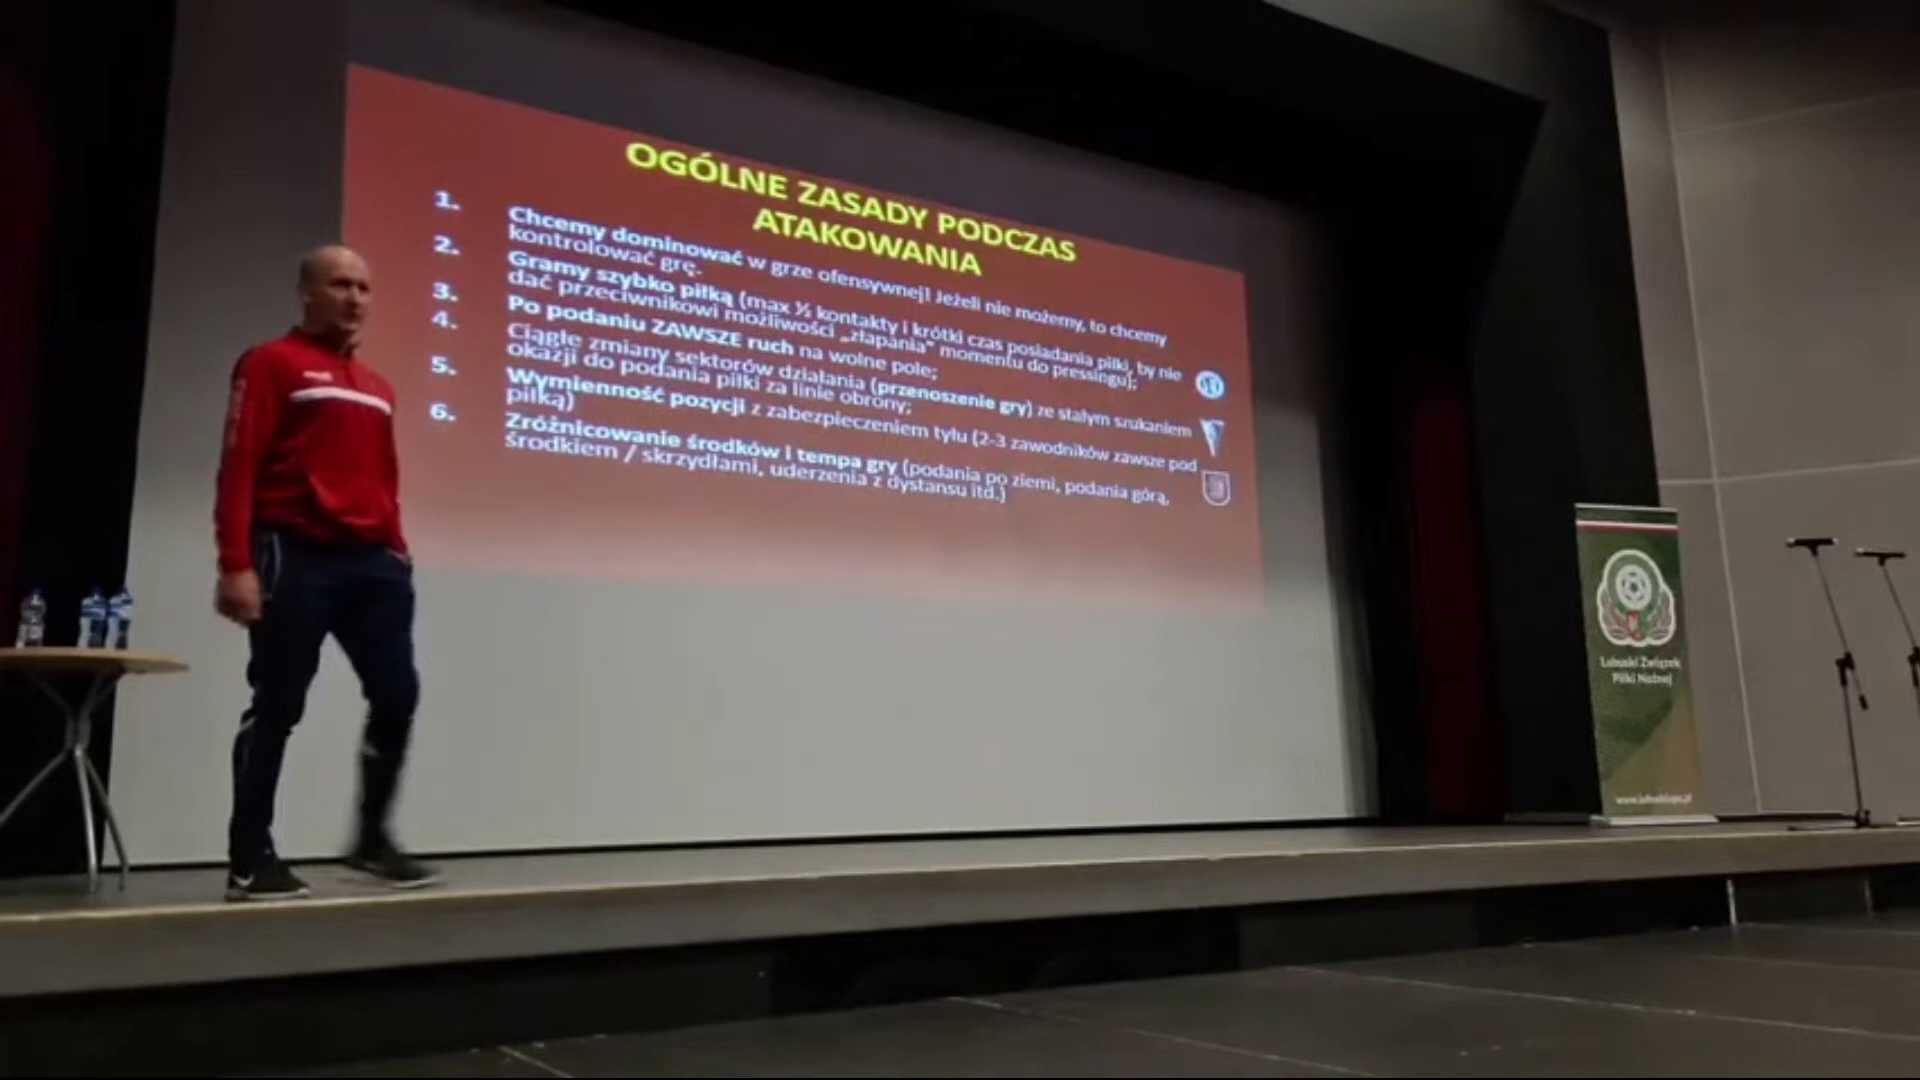 OGÓLNE ZASADY PODCZAS
ATAKOWANIA
1. Chcemy dominować w grze ofensywnej! Jeżeli nie możemy, to chcemy
kontrolować grę.
2. Gramy szybko piłką (max ½ kontakty i krótki czas posiadania piłki, by nie
dać przeciwnikowi możliwości „złapania" momentu do pressingu);
3. Po podaniu ZAWSZE ruch na wolne pole;
4. Ciągłe zmiany sektorów działania (przenoszenie gry) ze stałym szukaniem
okazji do podania piłki za linie obrony;
5. Wymienność pozycji z zabezpieczeniem tyłu (2-3 zawodników zawsze pod
piłką)
6. Zróżnicowanie środków i tempa gry (podania po ziemi, podania górą,
środkiem / skrzydłami, uderzenia z dystansu itd.)
Lubuski Związek
Piłki Nożnej